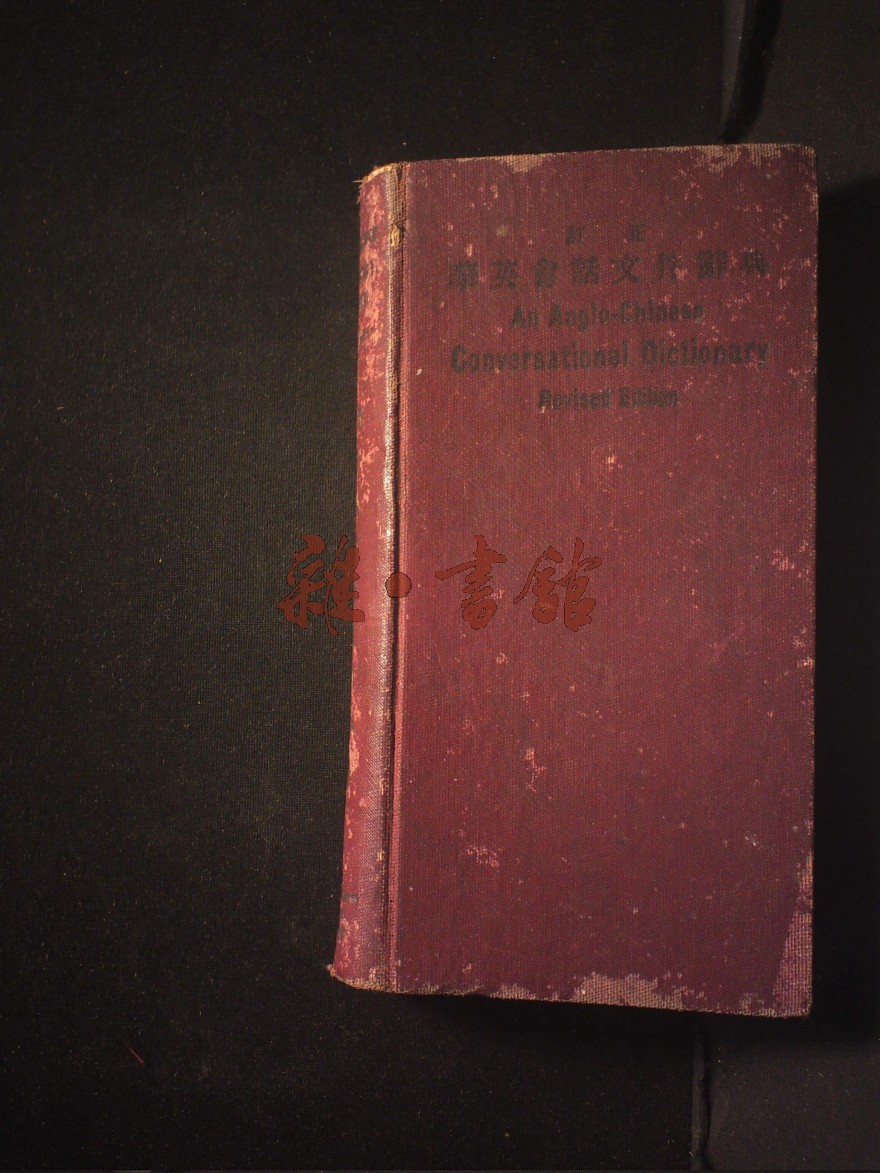 訂正
華英會話文件辭典
An Anglo-Chinese
Conversational Dictionary
Revised Edition
雜·書館